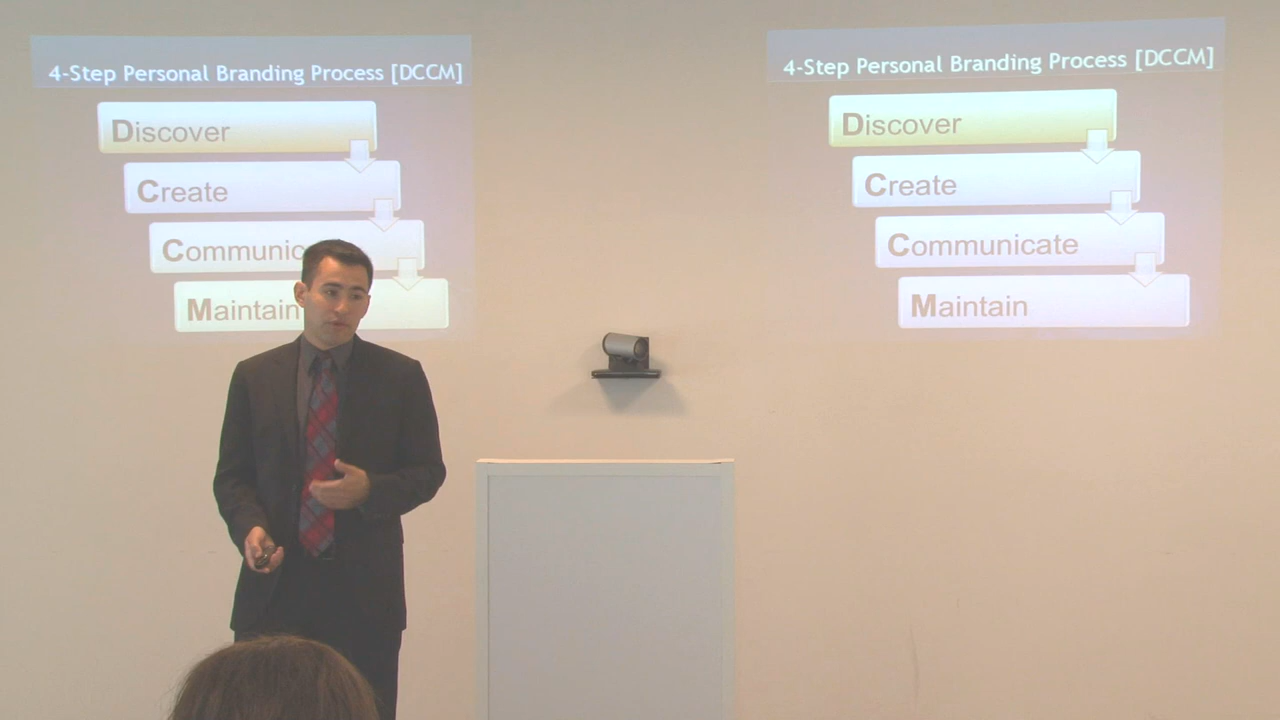 4-Step Personal Branding Process [DCCM]
Discover
Create
Communic
Maintain
4-Step Personal Branding Process [DCCM]
Discover
Create
Communicate
Maintain